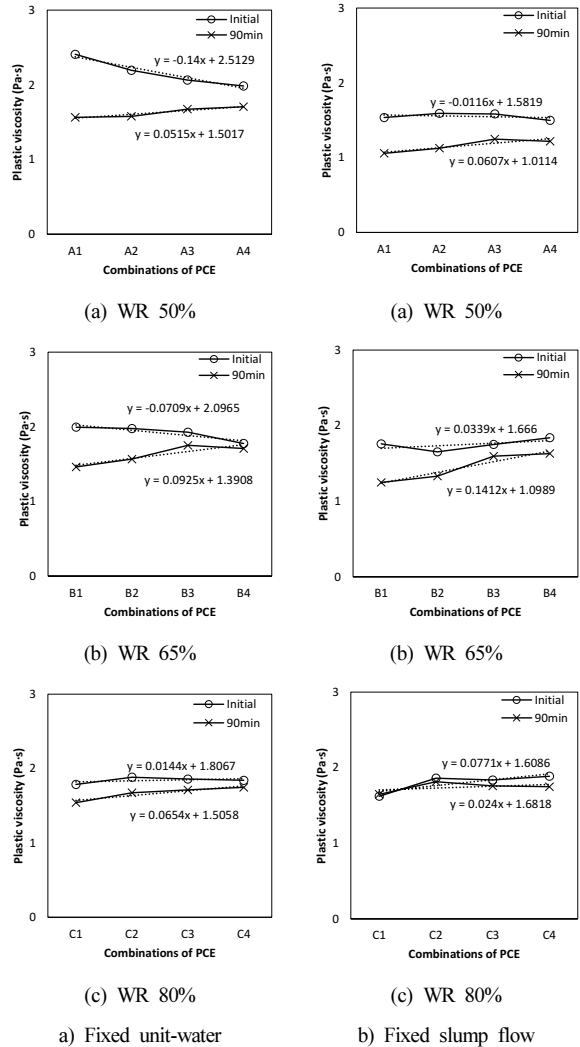 3
Initial
90min
y = -0.14x + 2.5129
2
y = 0.0515x + 1.5017
1
0
Plastic viscosity (Pa·s)
A1 A2 A3 A4
Combinations of PCE
(a) WR 50%
3
Initial
90min
2
y = -0.0116x + 1.5819
y = 0.0607x + 1.0114
1
0
Plastic viscosity (Pa·s)
A1 A2 A3 A4
Combinations of PCE
(a) WR 50%
3
Initial
90min
y = -0.0709x + 2.0965
2
y = 0.0925x + 1.3908
1
0
Plastic viscosity (Pa·s)
B1 B2 B3 B4
Combinations of PCE
(b) WR 65%
3
Initial
90min
2
y = 0.0339x + 1.666
y = 0.1412x + 1.0989
1
0
Plastic viscosity (Pa·s)
B1 B2 B3 B4
Combinations of PCE
(b) WR 65%
3
Initial
90min
2
y = 0.0144x + 1.8067
y = 0.0654x + 1.5058
1
0
Plastic viscosity (Pa·s)
C1 C2 C3 C4
Combinations of PCE
(c) WR 80%
3
Initial
90min
y = 0.0771x + 1.6086
2
y = 0.024x + 1.6818
1
0
Plastic viscosity (Pa·s)
C1 C2 C3 C4
Combinations of PCE
(c) WR 80%
a) Fixed unit-water
b) Fixed slump flow